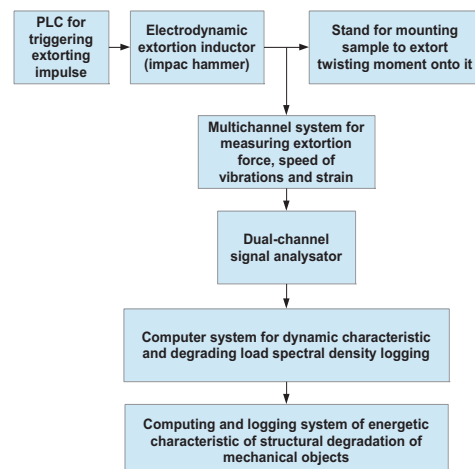 PLC for
triggering
extorting
impulse
Electrodynamic
extortion inductor
(impac hammer)
Stand for mounting
sample to extort
twisting moment onto it
Multichannel system for
measuring extortion
force, speed of
vibrations and strain
Dual-channel
signal analysator
Computer system for dynamic characteristic
and degrading load spectral density logging
Computing and logging system of energetic
characteristic of structural degradation of
mechanical objects